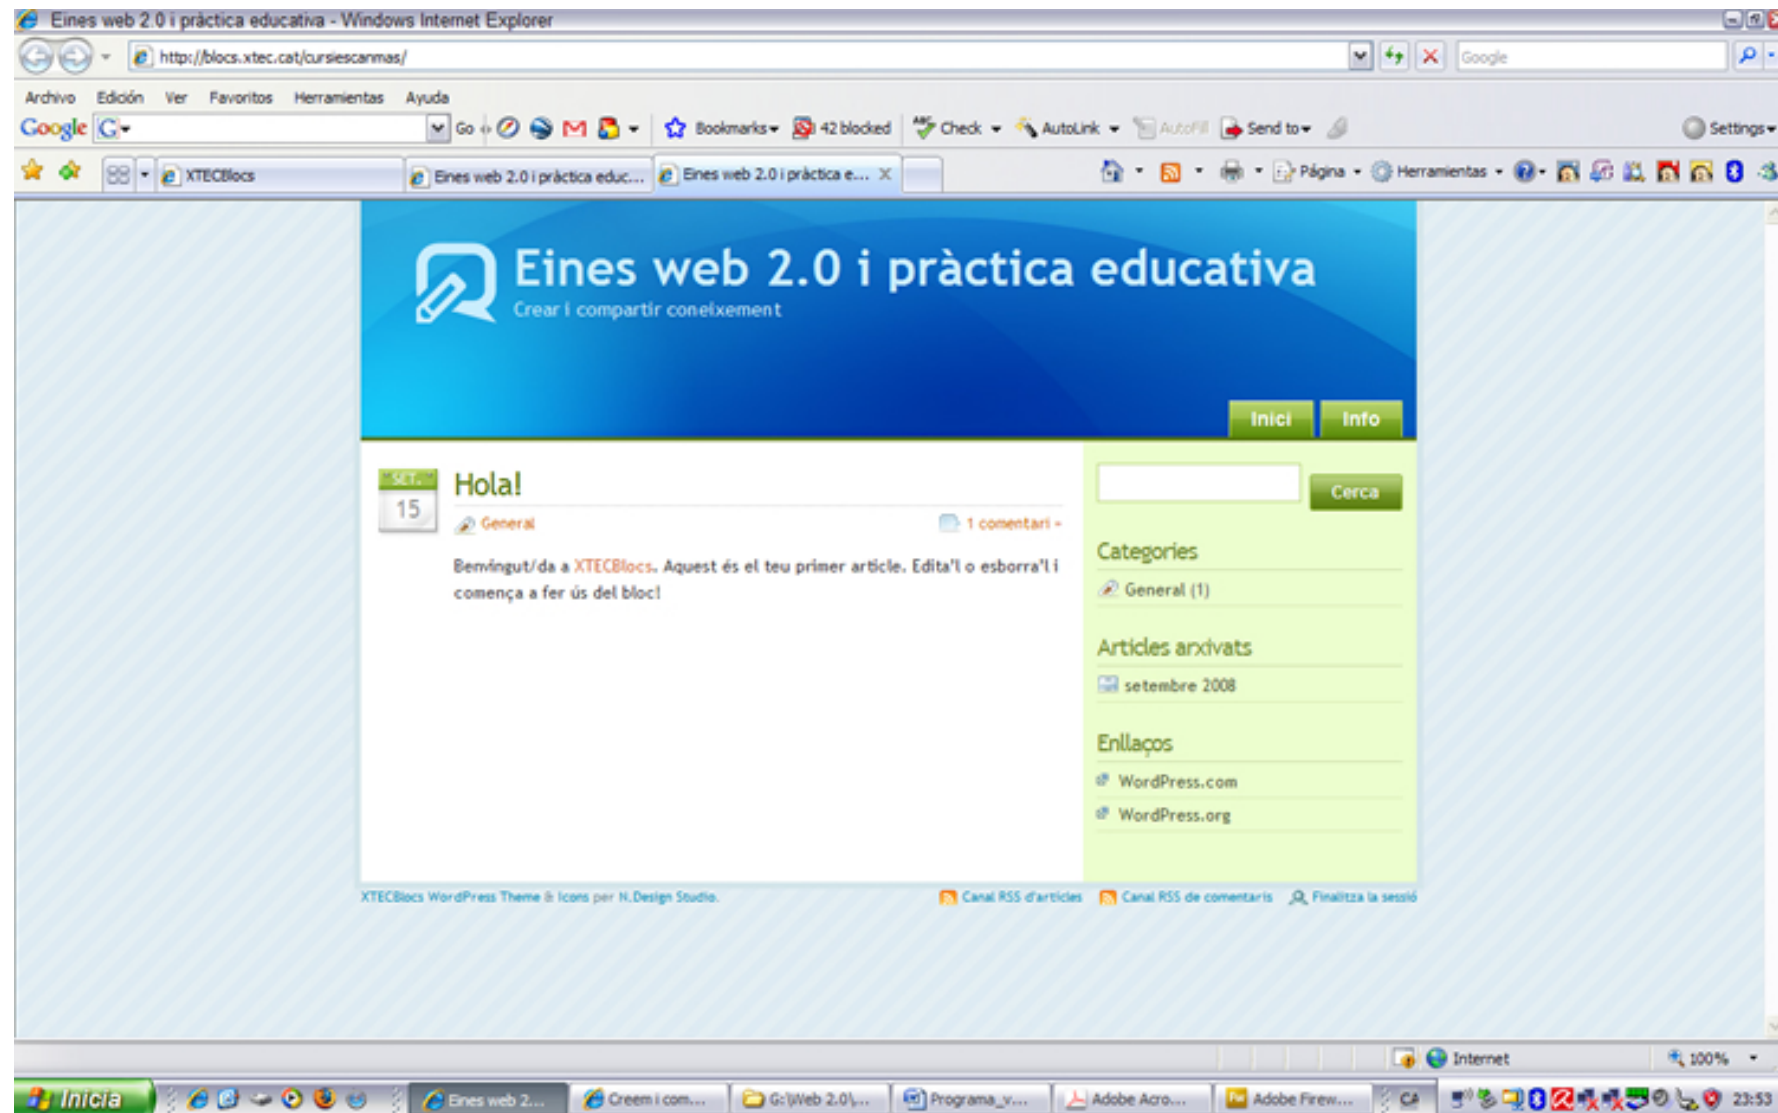 Eines web 2.0 i pràctica educativa - Windows Internet Explorer
http://blocs.xtec.cat/cursiescanmas/
Google
Archivo Edición Ver Favoritos Herramientas Ayuda
Google G Go Bookmarks 42 blocked Check AutoLink AutoFill Send to Settings
XTECBlocs Eines web 2.0 i pràctica educ... Eines web 2.0 i pràctica e... X Página Herramientas
Eines web 2.0 i pràctica educativa
Crear i compartir coneixement
Inici Info
SET.
15
Hola!
General 1 comentari »
Benvingut/da a XTECBlocs. Aquest és el teu primer article. Edita'l o esborra'l i
comença a fer ús del bloc!
Cerca
Categories
General (1)
Articles arxivats
setembre 2008
Enllaços
WordPress.com
WordPress.org
XTECBlocs WordPress Theme & Icons per N.Design Studio. Canal RSS d'articles Canal RSS de comentaris Finalitza la sessió
Internet 100%
Inicia Eines web 2... Creem i com... G:\Web 2.0\... Programa_v... Adobe Acro... Adobe Firew... CA 23:53